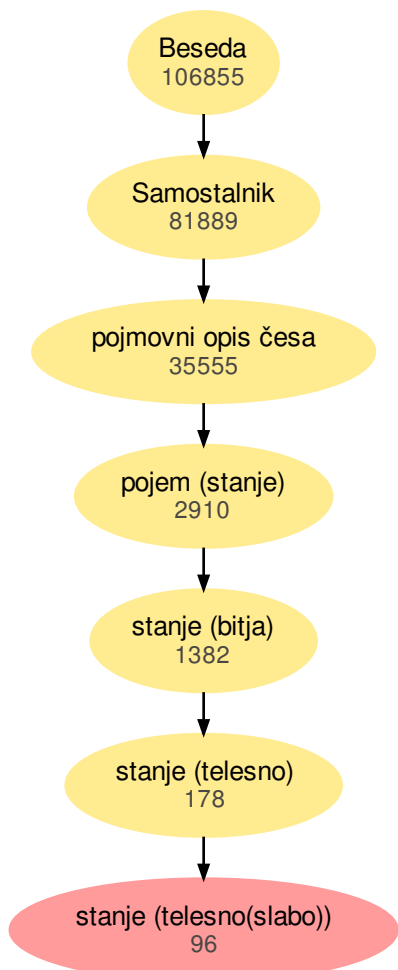 Beseda
106855
Samostalnik
81889
pojmovni opis česa
35555
pojem (stanje)
2910
stanje (bitja)
1382
stanje (telesno)
178
stanje (telesno(slabo))
96